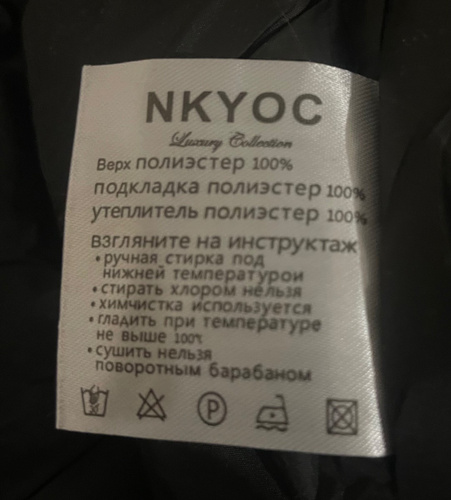 NKYOC
Luxury Collection
Верх полиэстер 100%
подкладка полиэстер 100%
утеплитель полиэстер 100%
взгляните на инструктаж
• ручная стирка под
нижней температурои
• стирать хлором нельзя
• химчистка используется
• гладить при температуре
не выше 100℃
• сушить нельзя
поворотным барабаном
P